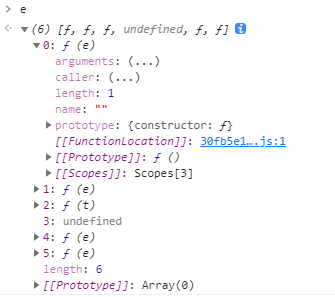 > e
(6) [ƒ, ƒ, ƒ, undefined, ƒ, ƒ] i
0: ƒ (e)
arguments: (...)
caller: (...)
length: 1
name: ""
prototype: {constructor: ƒ}
[[FunctionLocation]]: 30fb5e1….js:1
[[Prototype]]: ƒ ()
[[Scopes]]: Scopes[3]
1: ƒ (e)
2: ƒ (t)
3: undefined
4: ƒ (e)
5: ƒ (e)
length: 6
[[Prototype]]: Array(0)